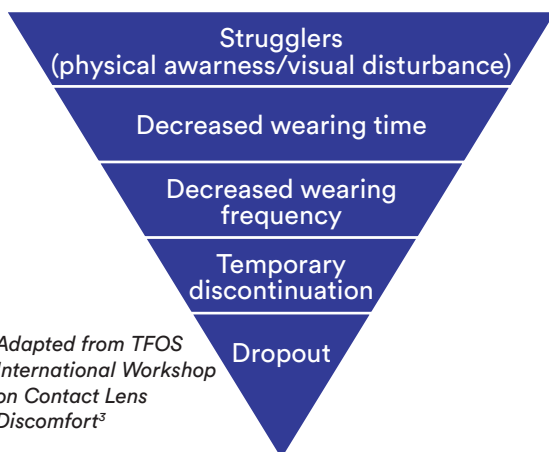 Strugglers
(physical awarness/visual disturbance)
Decreased wearing time
Decreased wearing
frequency
Temporary
discontinuation
Dropout
Adapted from TFOS
International Workshop
on Contact Lens
Discomfort³